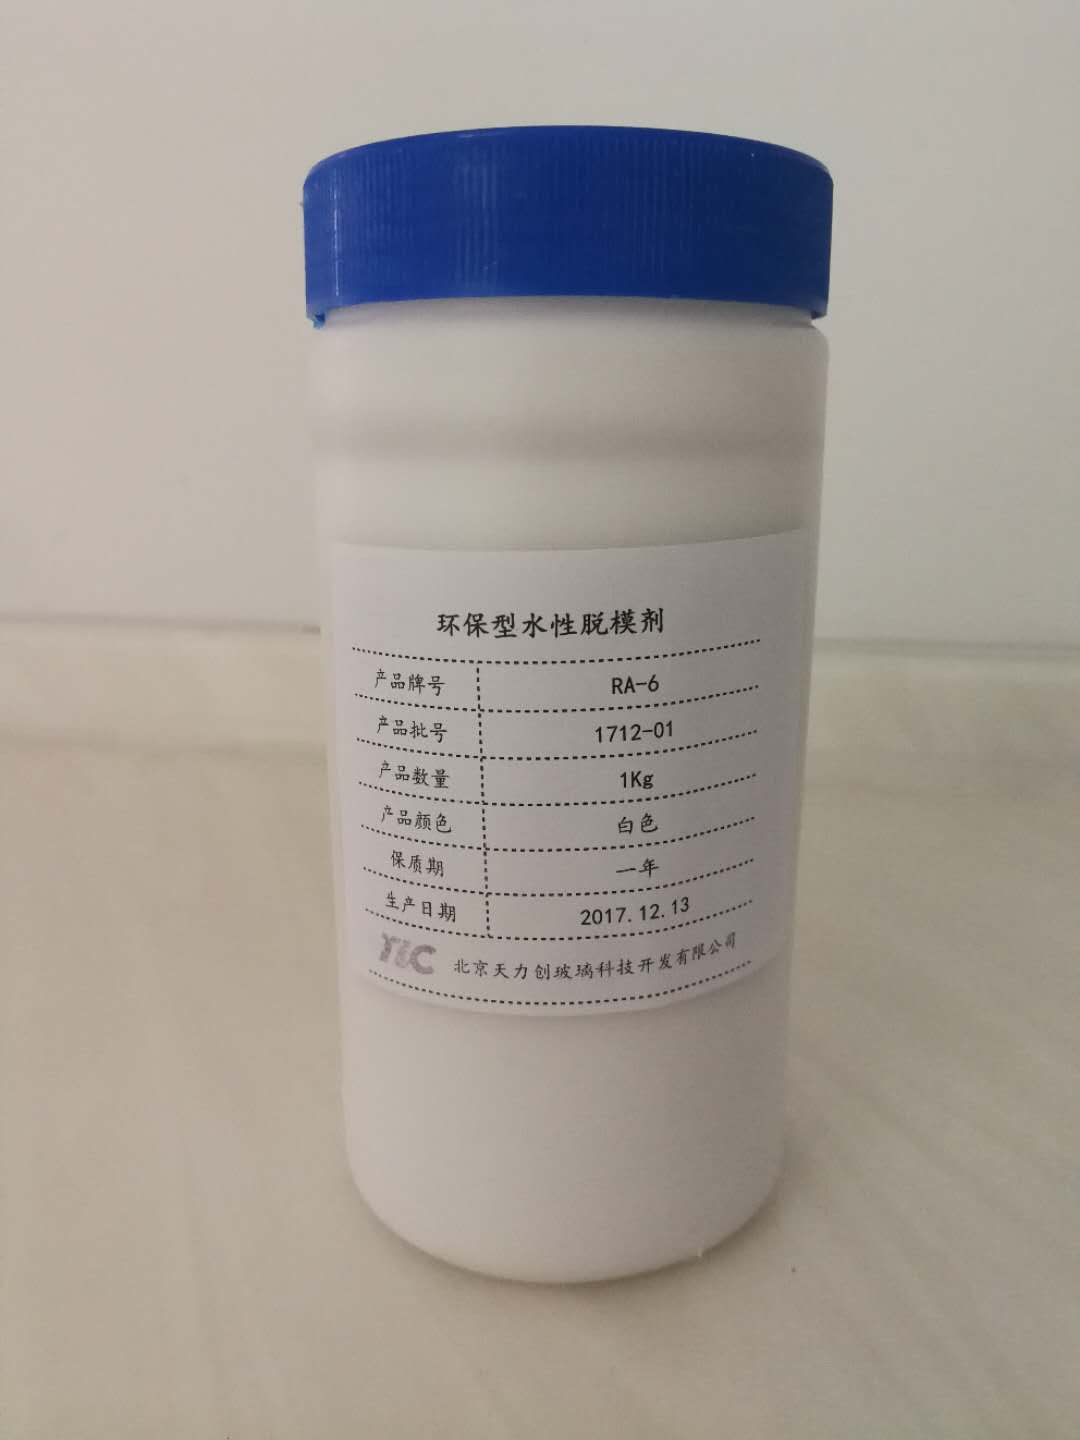 环保型水性脱模剂
产品牌号 RA-6
产品批号 1712-01
产品数量 1Kg
产品颜色 白色
保质期 一年
生产日期 2017.12.13
TLC 北京天力创玻璃科技开发有限公司